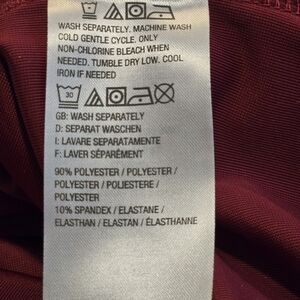 WASH SEPARATELY. MACHINE WASH
COLD GENTLE CYCLE. ONLY
NON-CHLORINE BLEACH WHEN
NEEDED. TUMBLE DRY LOW. COOL
IRON IF NEEDED
30
GB: WASH SEPARATELY
D: SEPARAT WASCHEN
I: LAVARE SEPARATAMENTE
F: LAVER SÉPARÉMENT
90% POLYESTER / POLYESTER /
POLYESTER / POLIESTERE /
POLYESTER
10% SPANDEX / ELASTANE /
ELASTHAN / ELASTAN / ÉLASTHANNE